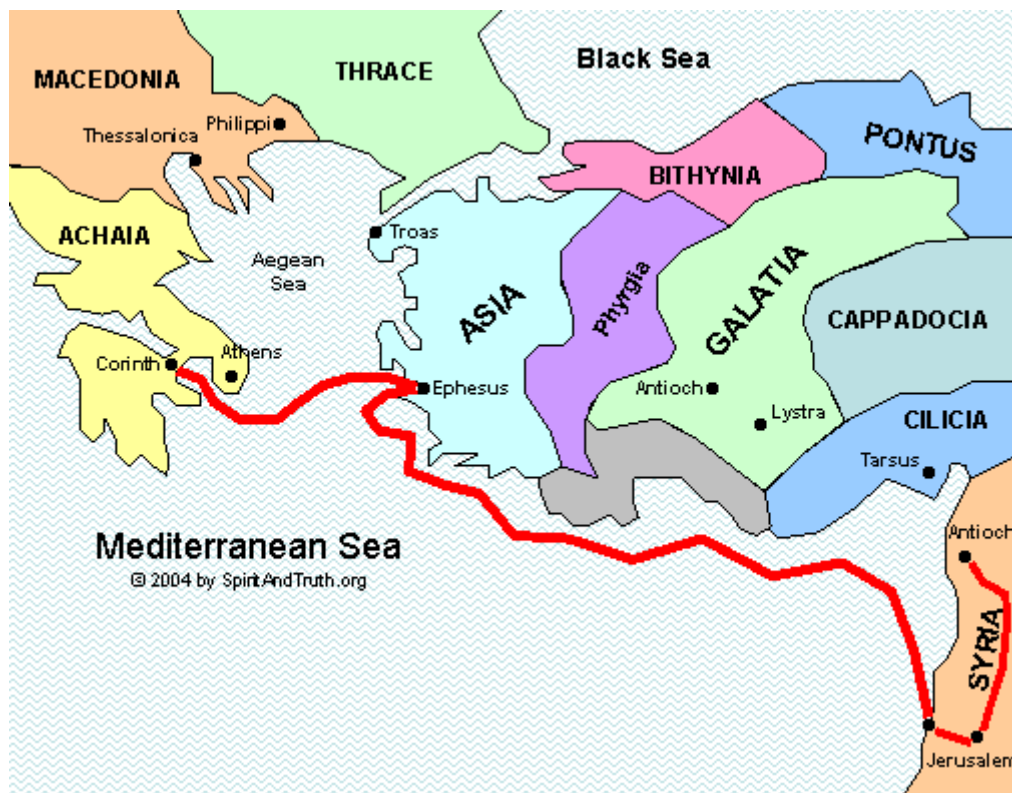 Black Sea
THRACE
MACEDONIA
Philippi
Thessalonica
PONTUS
BITHYNIA
ACHAIA
Troas
Aegean
Sea
Phyrgia
GALATIA
ASIA
CAPPADOCIA
Corinth
Athens
Ephesus
Antioch
Lystra
CILICIA
Tarsus
Antioch
Mediterranean Sea
© 2004 by SpiritAndTruth.org
SYRIA
Jerusalem